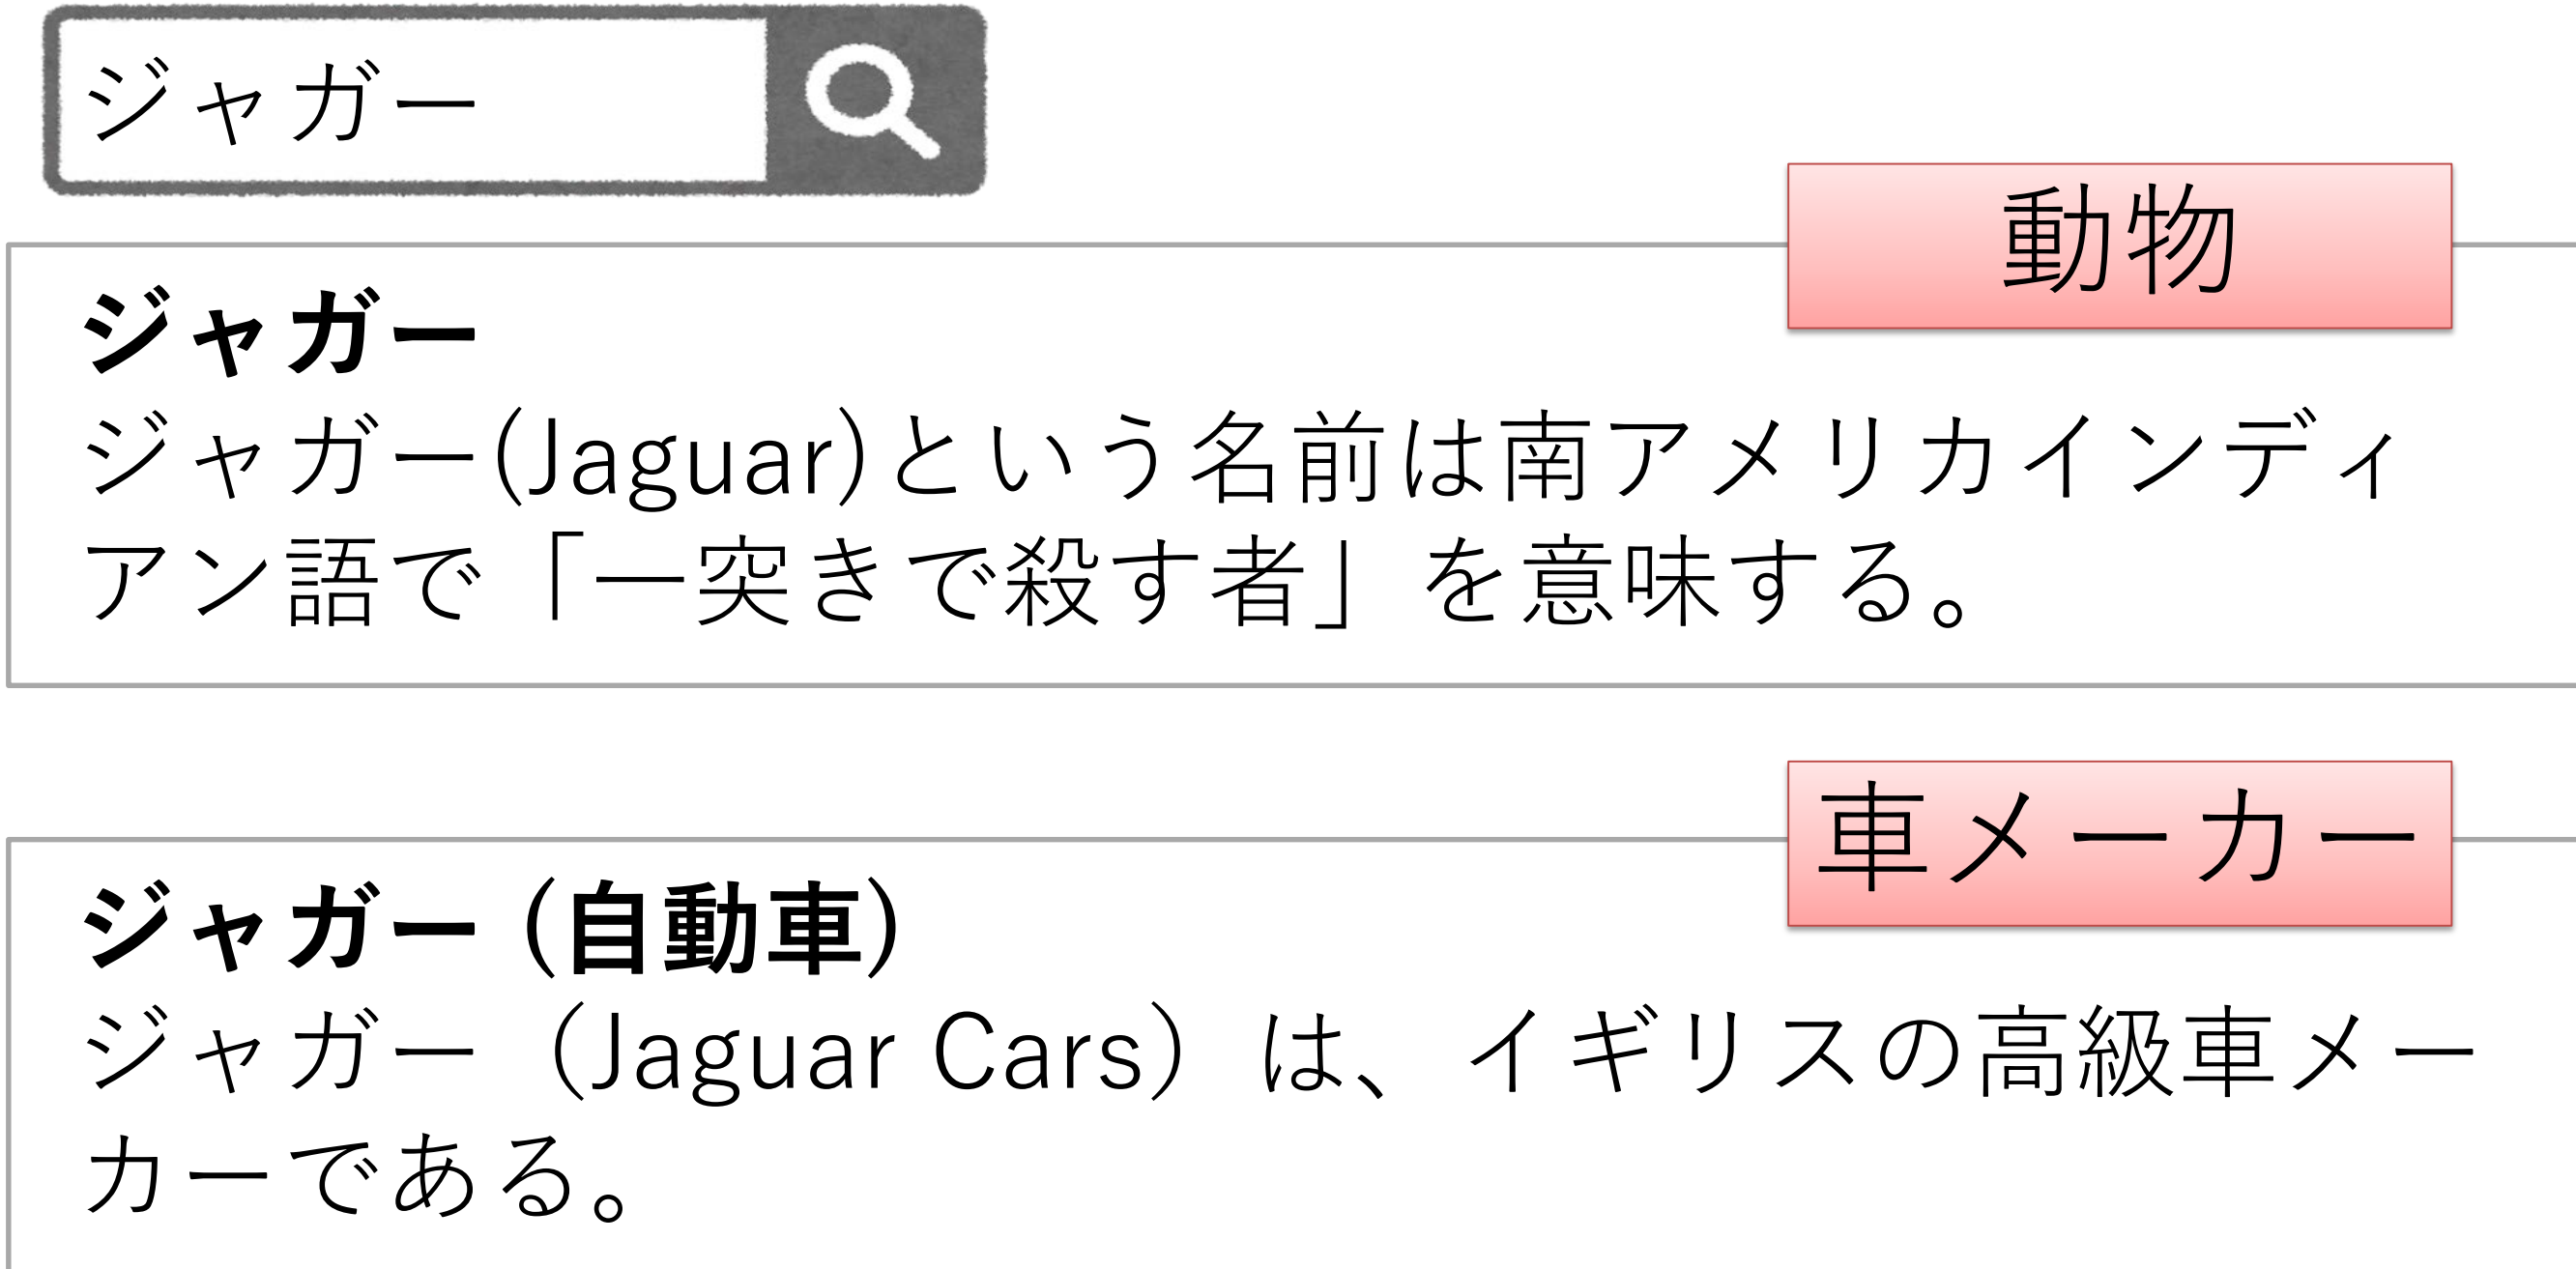 ジャガー
動物
ジャガー
ジャガー(Jaguar)という名前は南アメリカインディ
アン語で「一突きで殺す者」を意味する。
車メーカー
ジャガー (自動車)
ジャガー（Jaguar Cars）は、イギリスの高級車メー
カーである。